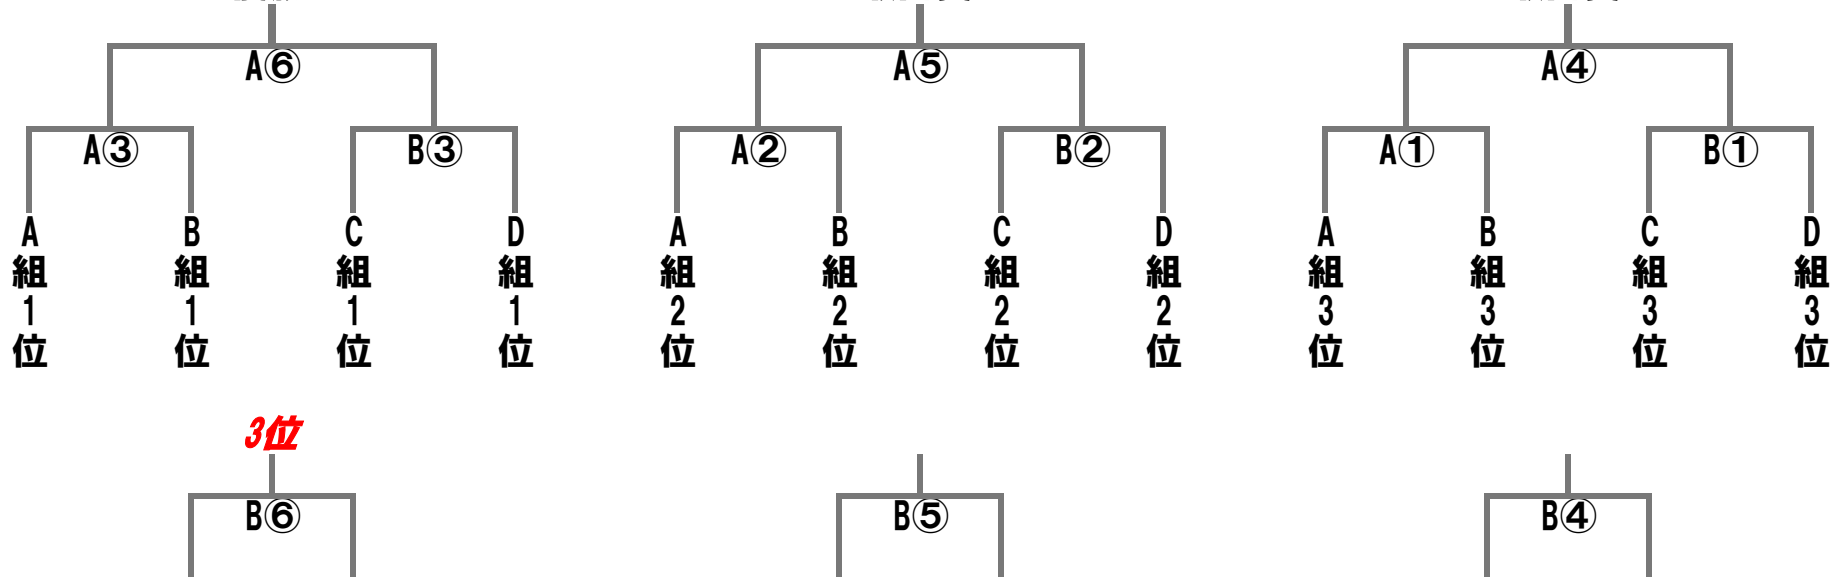 A⑥ A⑤ A④
A③ B③ A② B② A① B①
A組1位 B組1位 C組1位 D組1位 A組2位 B組2位 C組2位 D組2位 A組3位 B組3位 C組3位 D組3位
3位
B⑥ B⑤ B④